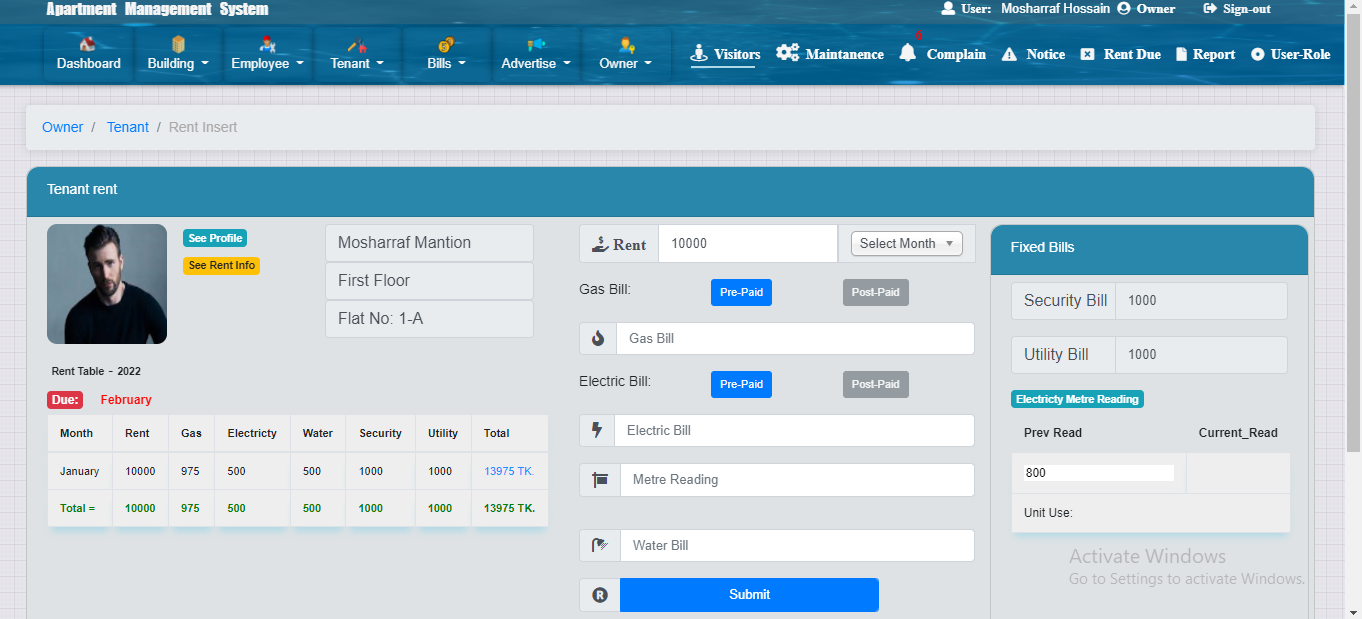 Apartment Management System
User: Mosharraf Hossain Owner Sign-out
Dashboard Building Employee Tenant Bills Advertise Owner Visitors Maintanence 6 Complain Notice Rent Due Report User-Role
Owner / Tenant / Rent Insert
Tenant rent
See Profile
See Rent Info
Mosharraf Mantion
First Floor
Flat No: 1-A
Rent Table - 2022
Due: February
Month Rent Gas Electricty Water Security Utility Total
January 10000 975 500 500 1000 1000 13975 TK.
Total = 10000 975 500 500 1000 1000 13975 TK.
Rent 10000 Select Month
Gas Bill: Pre-Paid Post-Paid
Gas Bill
Electric Bill: Pre-Paid Post-Paid
Electric Bill
Metre Reading
Water Bill
R Submit
Fixed Bills
Security Bill 1000
Utility Bill 1000
Electricty Metre Reading
Prev Read Current_Read
800
Unit Use:
Activate Windows
Go to Settings to activate Windows.